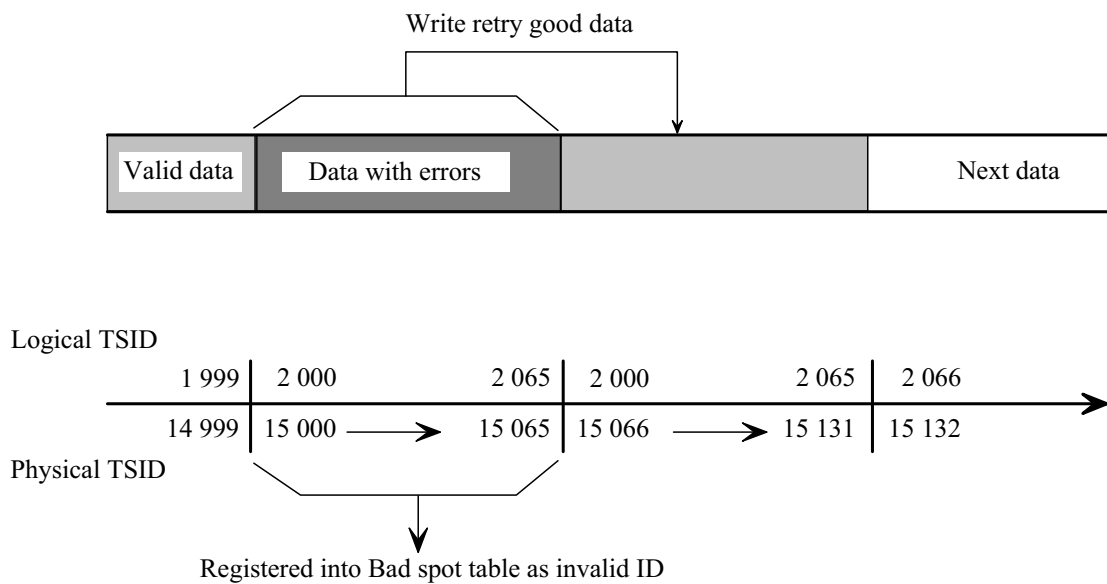 Write retry good data
Valid data Data with errors Next data
Logical TSID
1 999 2 000 2 065 2 000 2 065 2 066
14 999 15 000 15 065 15 066 15 131 15 132
Physical TSID
Registered into Bad spot table as invalid ID